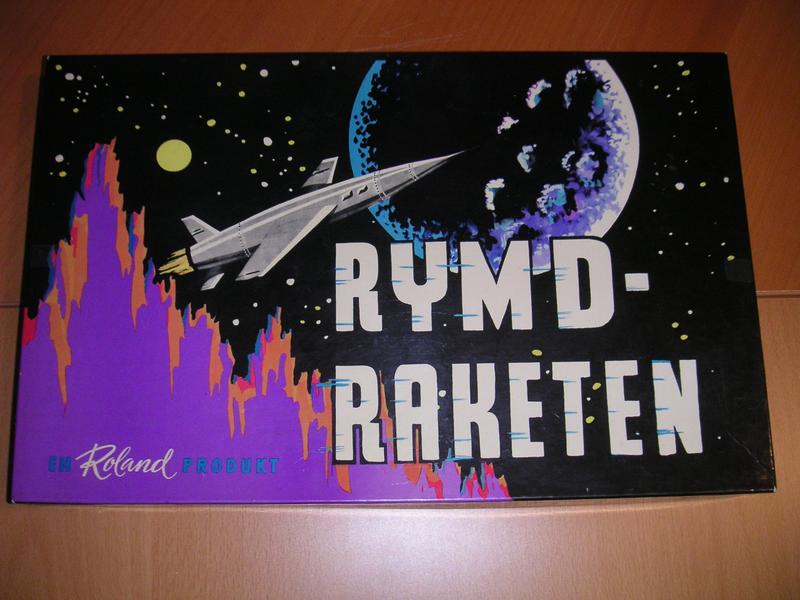 RYMD-
RAKETEN
EN Roland PRODUKT